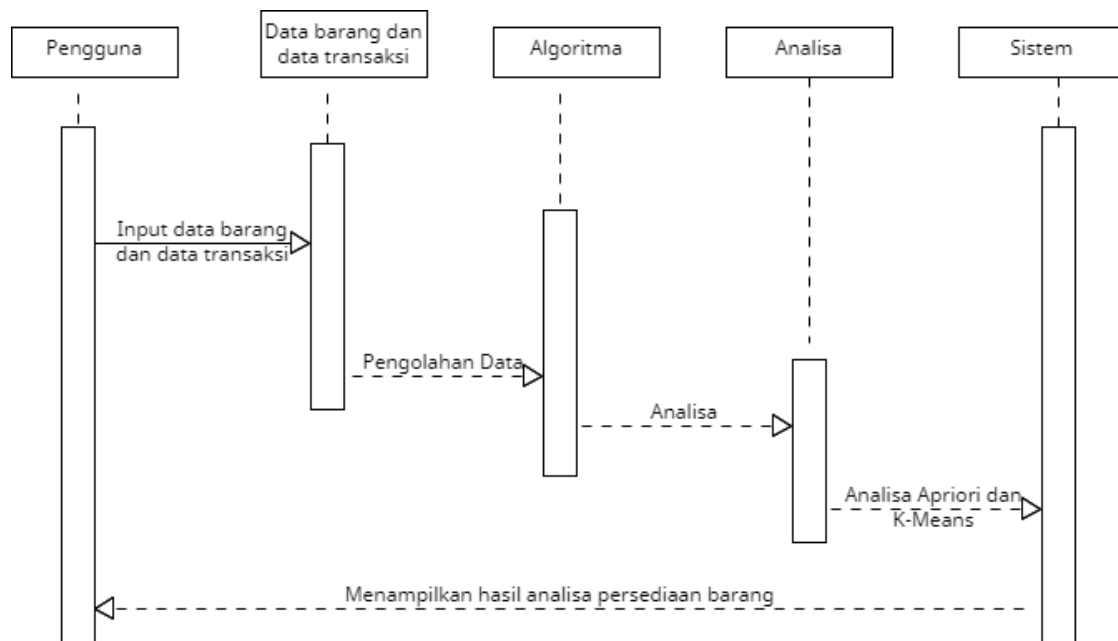 Pengguna
Data barang dan
data transaksi
Algoritma
Analisa
Sistem
Input data barang
dan data transaksi
Pengolahan Data
Analisa
Analisa Apriori dan
K-Means
Menampilkan hasil analisa persediaan barang